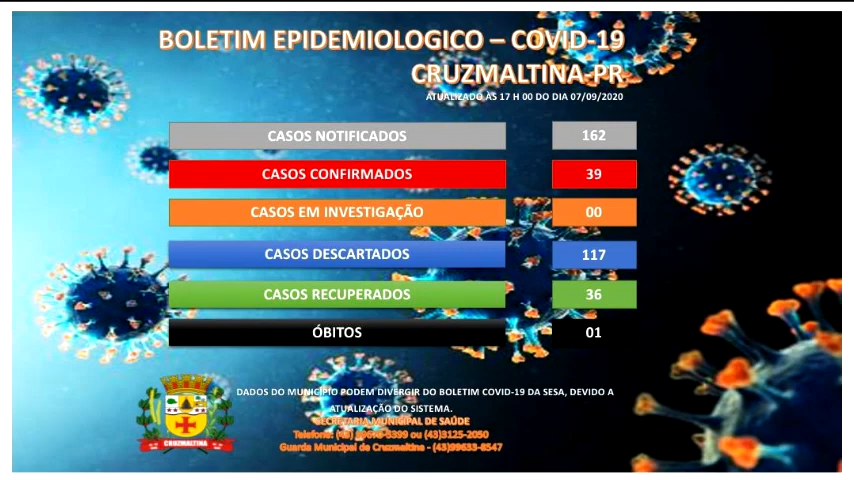 BOLETIM EPIDEMIOLOGICO – COVID-19
CRUZMALTINA-PR
ATUALIZADO ÀS 17 H 00 DO DIA 07/09/2020
CASOS NOTIFICADOS 162
CASOS CONFIRMADOS 39
CASOS EM INVESTIGAÇÃO 00
CASOS DESCARTADOS 117
CASOS RECUPERADOS 36
ÓBITOS 01
DADOS DO MUNICÍPIO PODEM DIVERGIR DO BOLETIM COVID-19 DA SESA, DEVIDO A
ATUALIZAÇÃO DO SISTEMA.
SECRETARIA MUNICIPAL DE SAÚDE
Telefone: (43) ou (43)3125-2050
Guarda Municipal de Cruzmaltina - (43)99633-8547
CRUZMALTINA